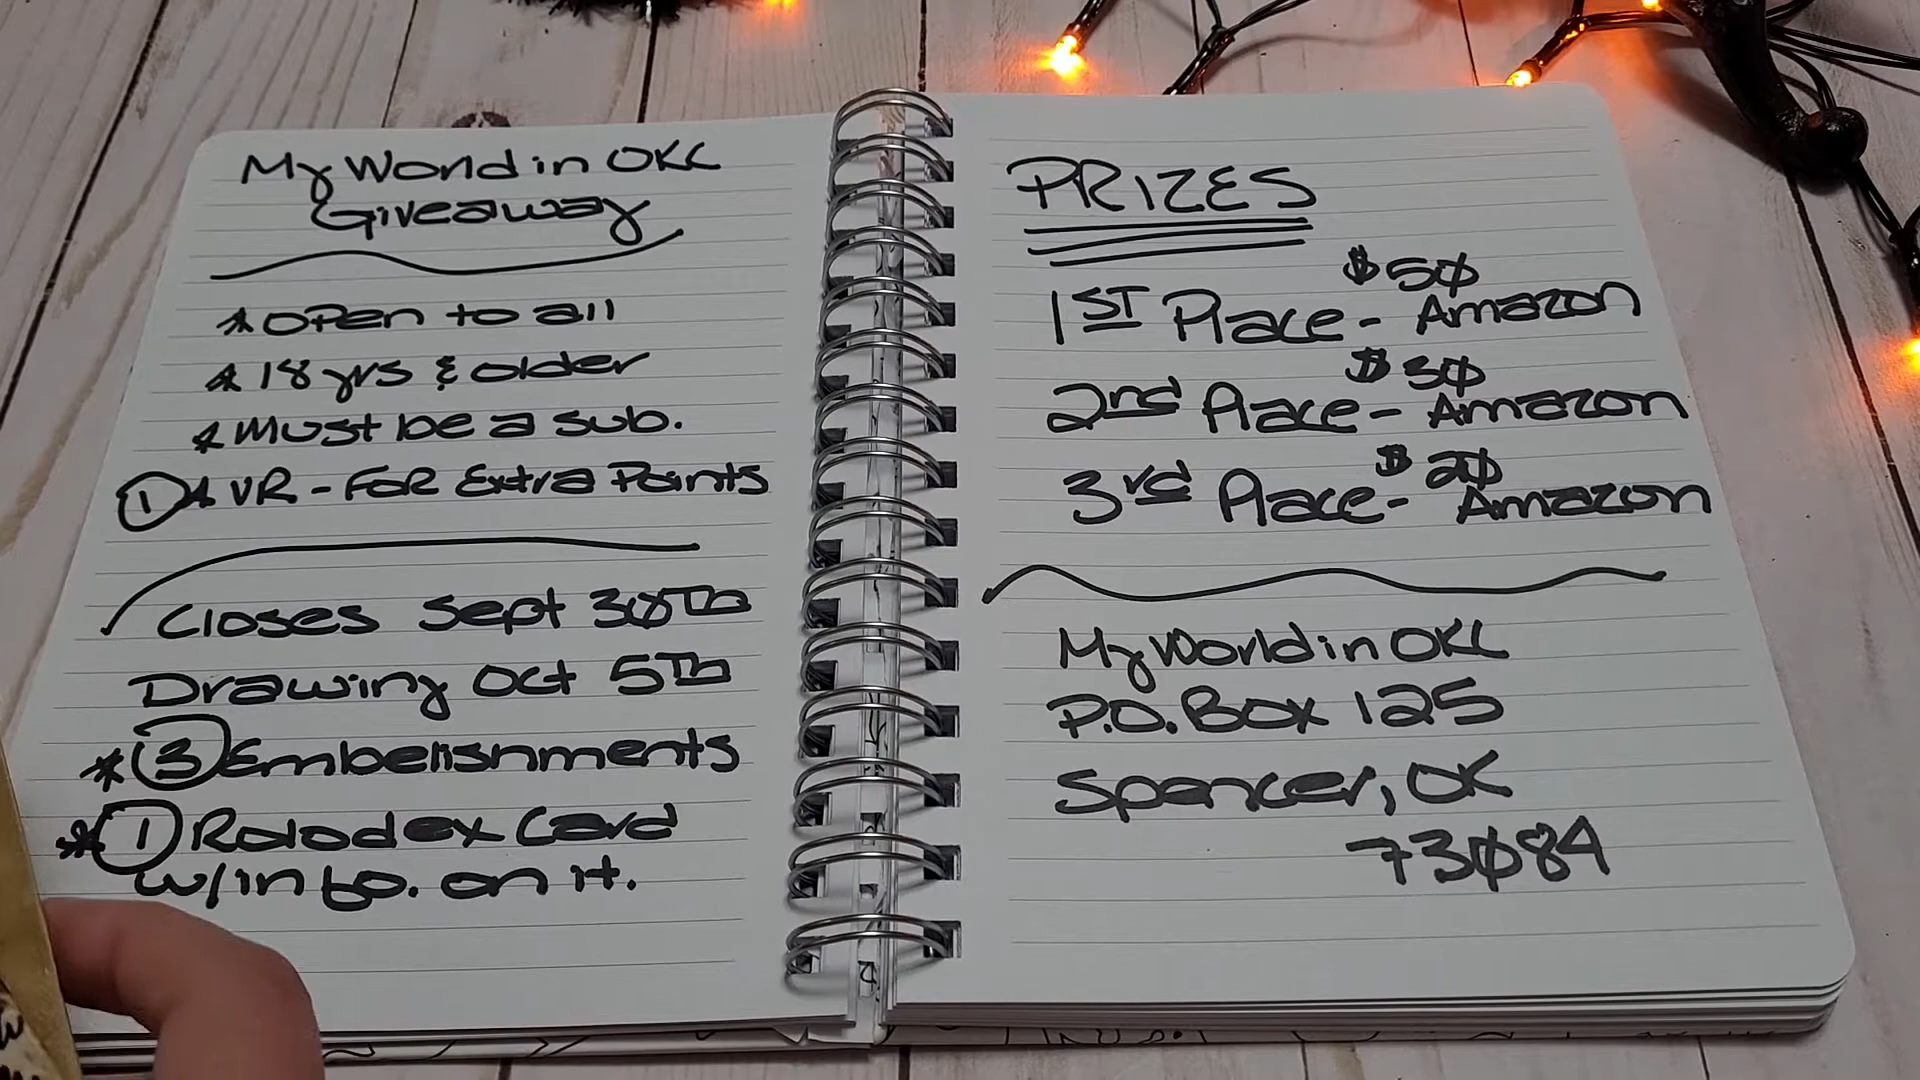 My World in OKC
Giveaway
* Open to all
* 18 yrs & older
* Must be a sub.
① * VR - For Extra Points
Closes Sept 30TH
Drawing Oct 5TH
* ③ Embelishments
* ① Rolodex Card
w/info. on it.
PRIZES
$50
1ST Place - Amazon
$30
2nd Place - Amazon
$20
3rd Place - Amazon
My World in OKC
P.O. Box 125
Spencer, OK
73084